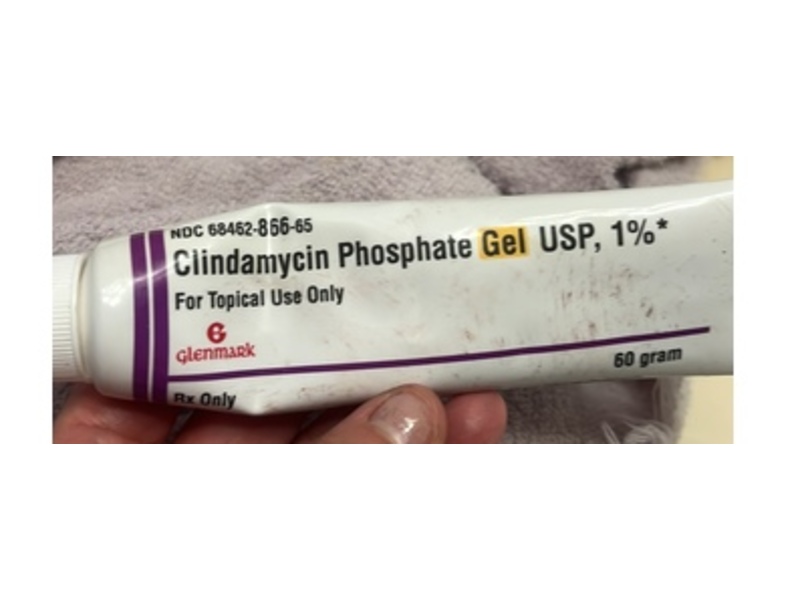 NDC 68462-866-65
Clindamycin Phosphate Gel USP, 1%*
For Topical Use Only
G
Glenmark
60 gram
Rx Only